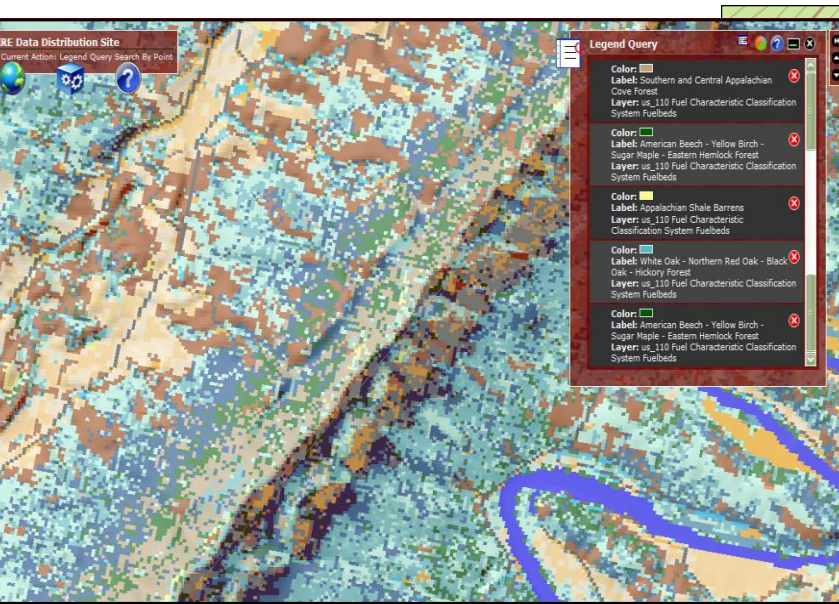 RE Data Distribution Site
Current Action: Legend Query Search By Point
?
Legend Query
?
Color:
Label: Southern and Central Appalachian
Cove Forest
Layer: us_110 Fuel Characteristic Classification
System Fuelbeds
Color:
Label: American Beech - Yellow Birch -
Sugar Maple - Eastern Hemlock Forest
Layer: us_110 Fuel Characteristic Classification
System Fuelbeds
Color:
Label: Appalachian Shale Barrens
Layer: us_110 Fuel Characteristic
Classification System Fuelbeds
Color:
Label: White Oak - Northern Red Oak - Black
Oak - Hickory Forest
Layer: us_110 Fuel Characteristic Classification
System Fuelbeds
Color:
Label: American Beech - Yellow Birch -
Sugar Maple - Eastern Hemlock Forest
Layer: us_110 Fuel Characteristic Classification
System Fuelbeds